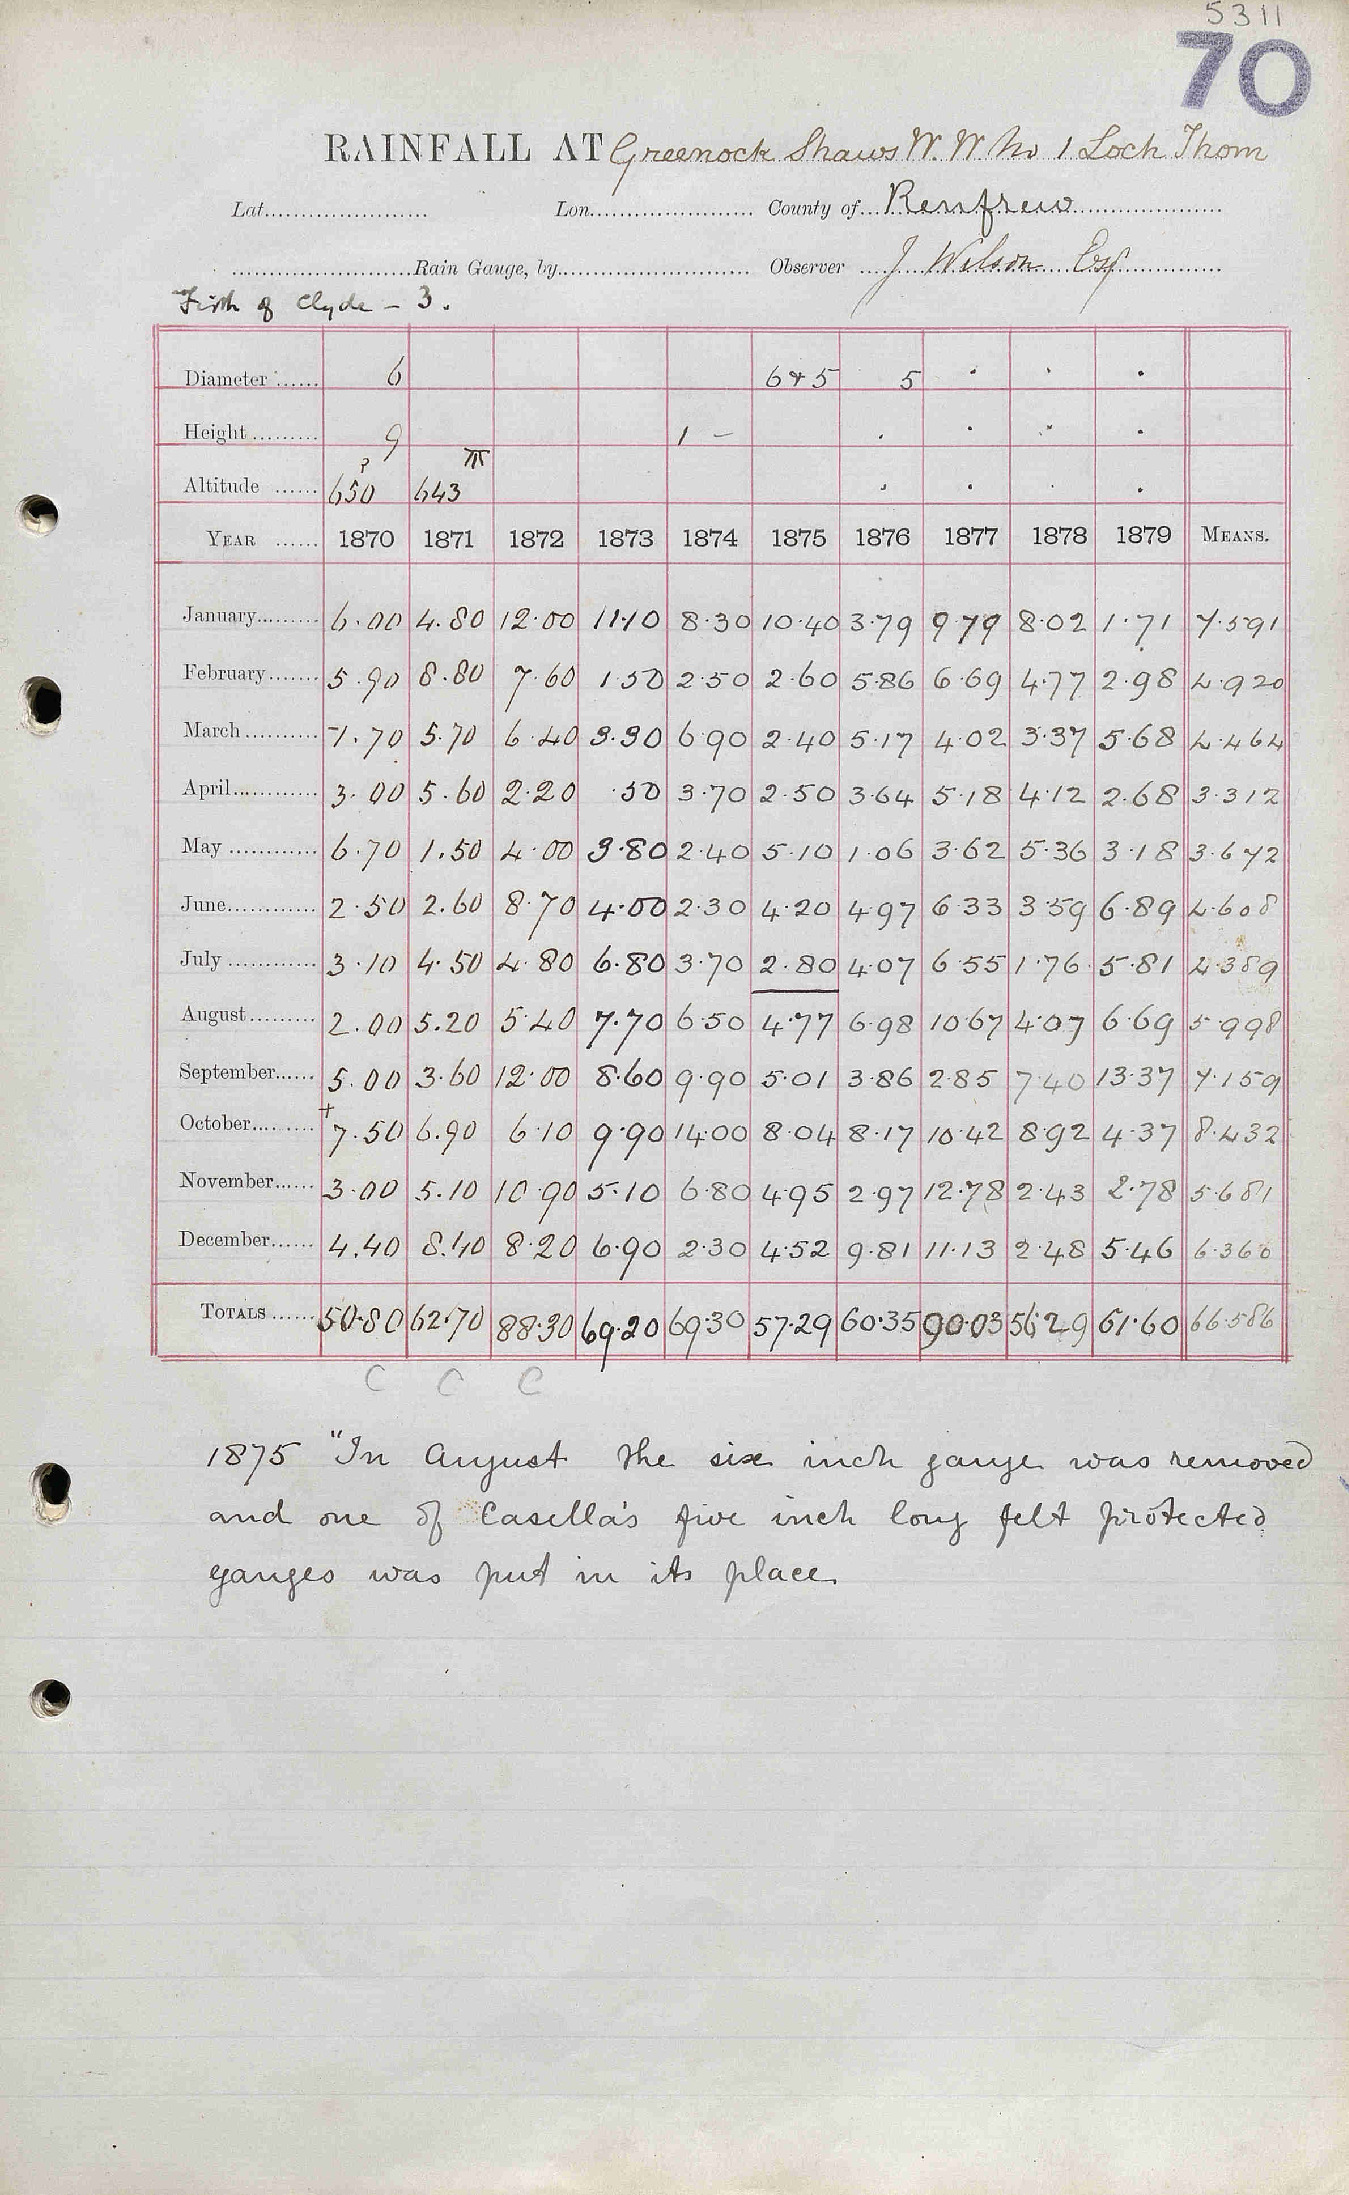 5311
70
RAINFALL AT Greenock Shaws W. W No 1 Loch Thom
Lat. Lon. County of Renfrew
Rain Gauge, by Observer J Wilson Esq
Firth of Clyde - 3.
Diameter 6 6 & 5 5 · · ·
Height 9 1 - · · · ·
Altitude ? 650 643 III · · · ·
YEAR 1870 1871 1872 1873 1874 1875 1876 1877 1878 1879 MEANS.
January 6.00 4.80 12.00 11.10 8.30 10.40 3.79 9.79 8.02 1.71 7.591
February 5.90 8.80 7.60 1.50 2.50 2.60 5.86 6.69 4.77 2.98 4.920
March 1.70 5.70 6.40 3.30 6.90 2.40 5.17 4.02 3.37 5.68 4.464
April 3.00 5.60 2.20 .50 3.70 2.50 3.64 5.18 4.12 2.68 3.312
May 6.70 1.50 4.00 3.80 2.40 5.10 1.06 3.62 5.36 3.18 3.672
June 2.50 2.60 8.70 4.00 2.30 4.20 4.97 6.33 3.59 6.89 4.608
July 3.10 4.50 4.80 6.80 3.70 2.80 4.07 6.55 1.76 5.81 4.389
August 2.00 5.20 5.40 7.70 6.50 4.77 6.98 10.67 4.07 6.69 5.998
September 5.00 3.60 12.00 8.60 9.90 5.01 3.86 2.85 7.40 13.37 7.159
October + 7.50 6.90 6.10 9.90 14.00 8.04 8.17 10.42 8.92 4.37 8.432
November 3.00 5.10 10.90 5.10 6.80 4.95 2.97 12.78 2.43 2.78 5.681
December 4.40 8.40 8.20 6.90 2.30 4.52 9.81 11.13 2.48 5.46 6.360
TOTALS 50.80 62.70 88.30 69.20 69.30 57.29 60.35 90.03 56.29 61.60 66.586
C C C
1875 "In August the six inch gauge was removed
and one of Casella's five inch long felt protected
gauges was put in its place